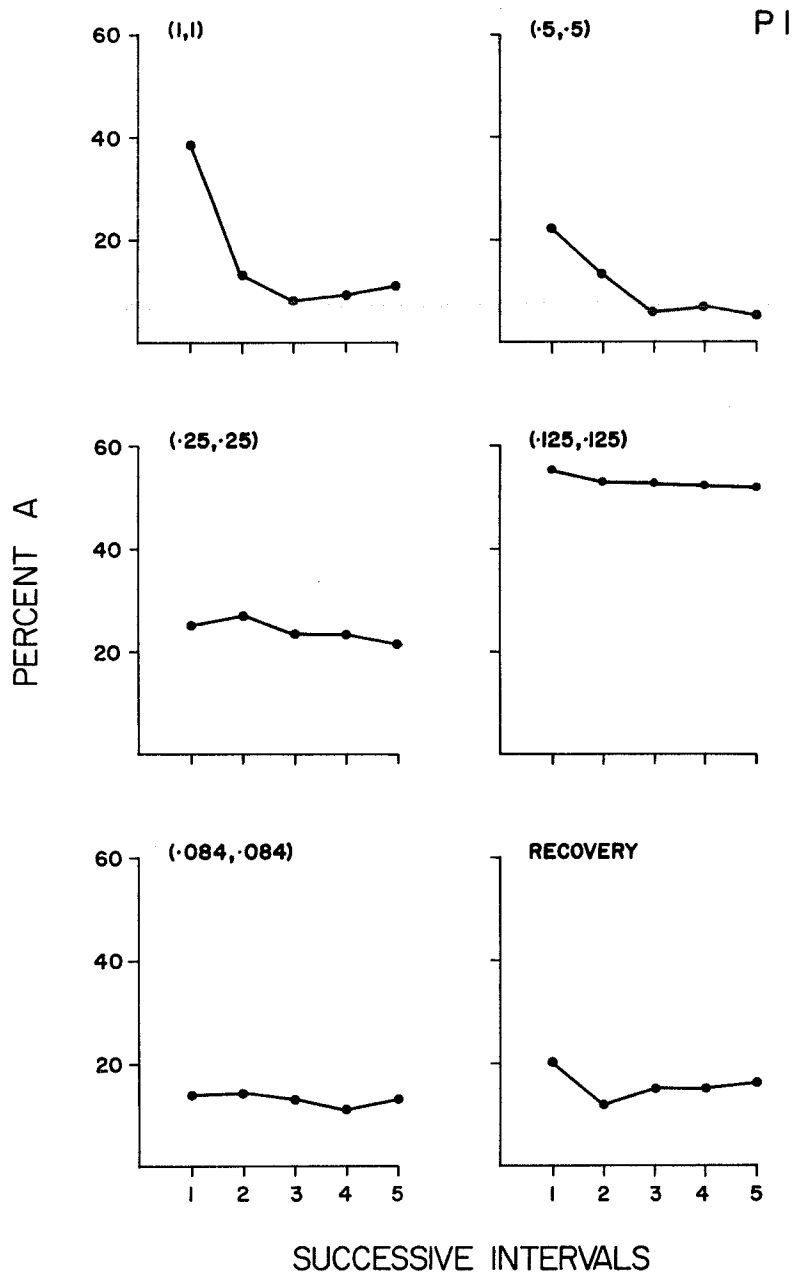 P1
(1,1)
(·5,·5)
60
40
20
(·25,·25)
(·125,·125)
60
40
20
PERCENT A
(·084,·084)
RECOVERY
60
40
20
1 2 3 4 5
1 2 3 4 5
SUCCESSIVE INTERVALS